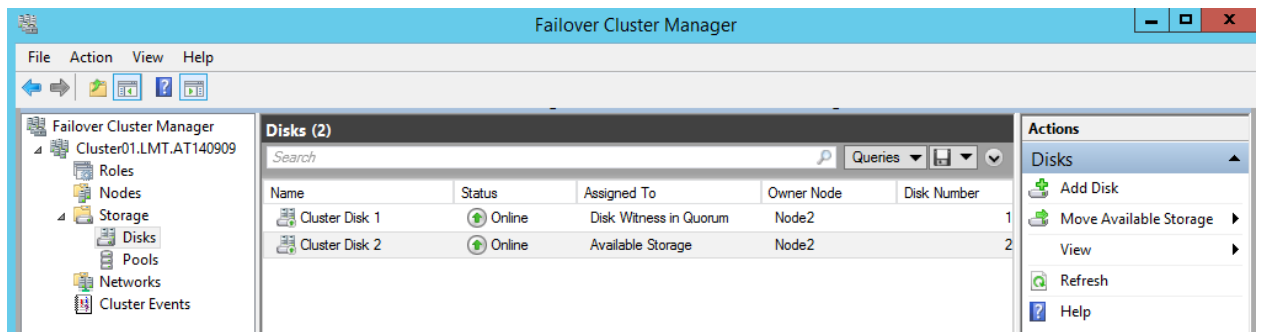 Failover Cluster Manager
File Action View Help
Failover Cluster Manager
Cluster01.LMT.AT140909
Roles
Nodes
Storage
Disks
Pools
Networks
Cluster Events
Disks (2)
Search
Queries
Name Status Assigned To Owner Node Disk Number
Cluster Disk 1 Online Disk Witness in Quorum Node2 1
Cluster Disk 2 Online Available Storage Node2 2
Actions
Disks
Add Disk
Move Available Storage
View
Refresh
Help